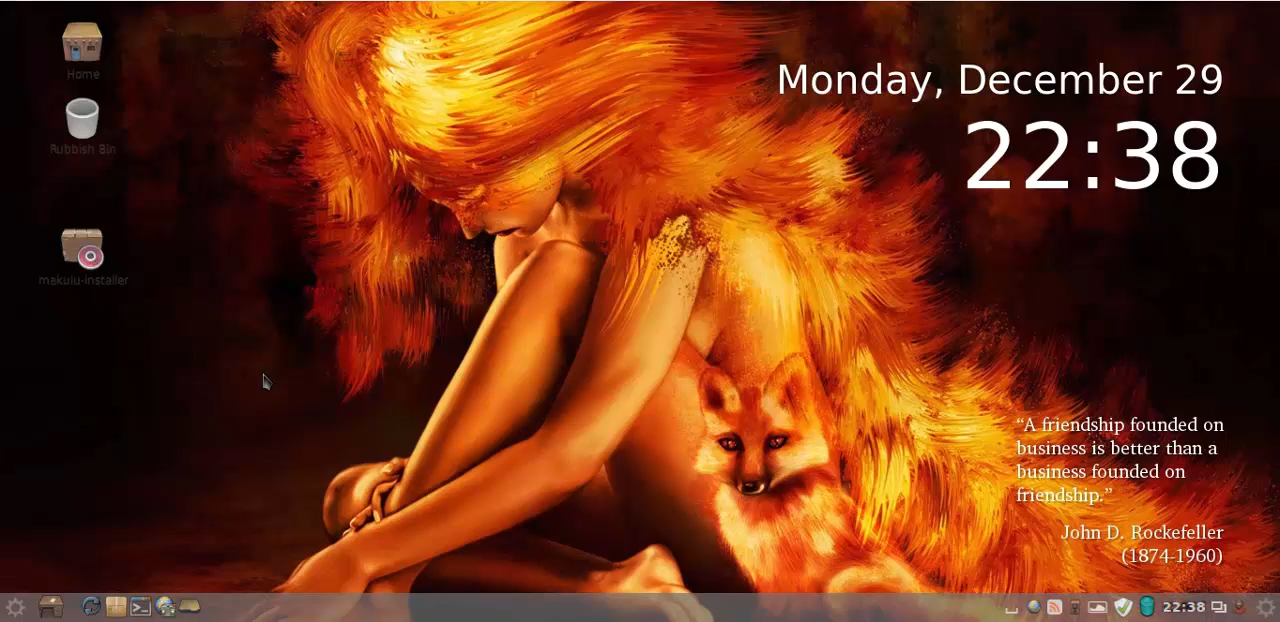 Home
Rubbish Bin
makulu-installer
Monday, December 29
22:38
“A friendship founded on
business is better than a
business founded on
friendship.”
John D. Rockefeller
(1874-1960)
22:38